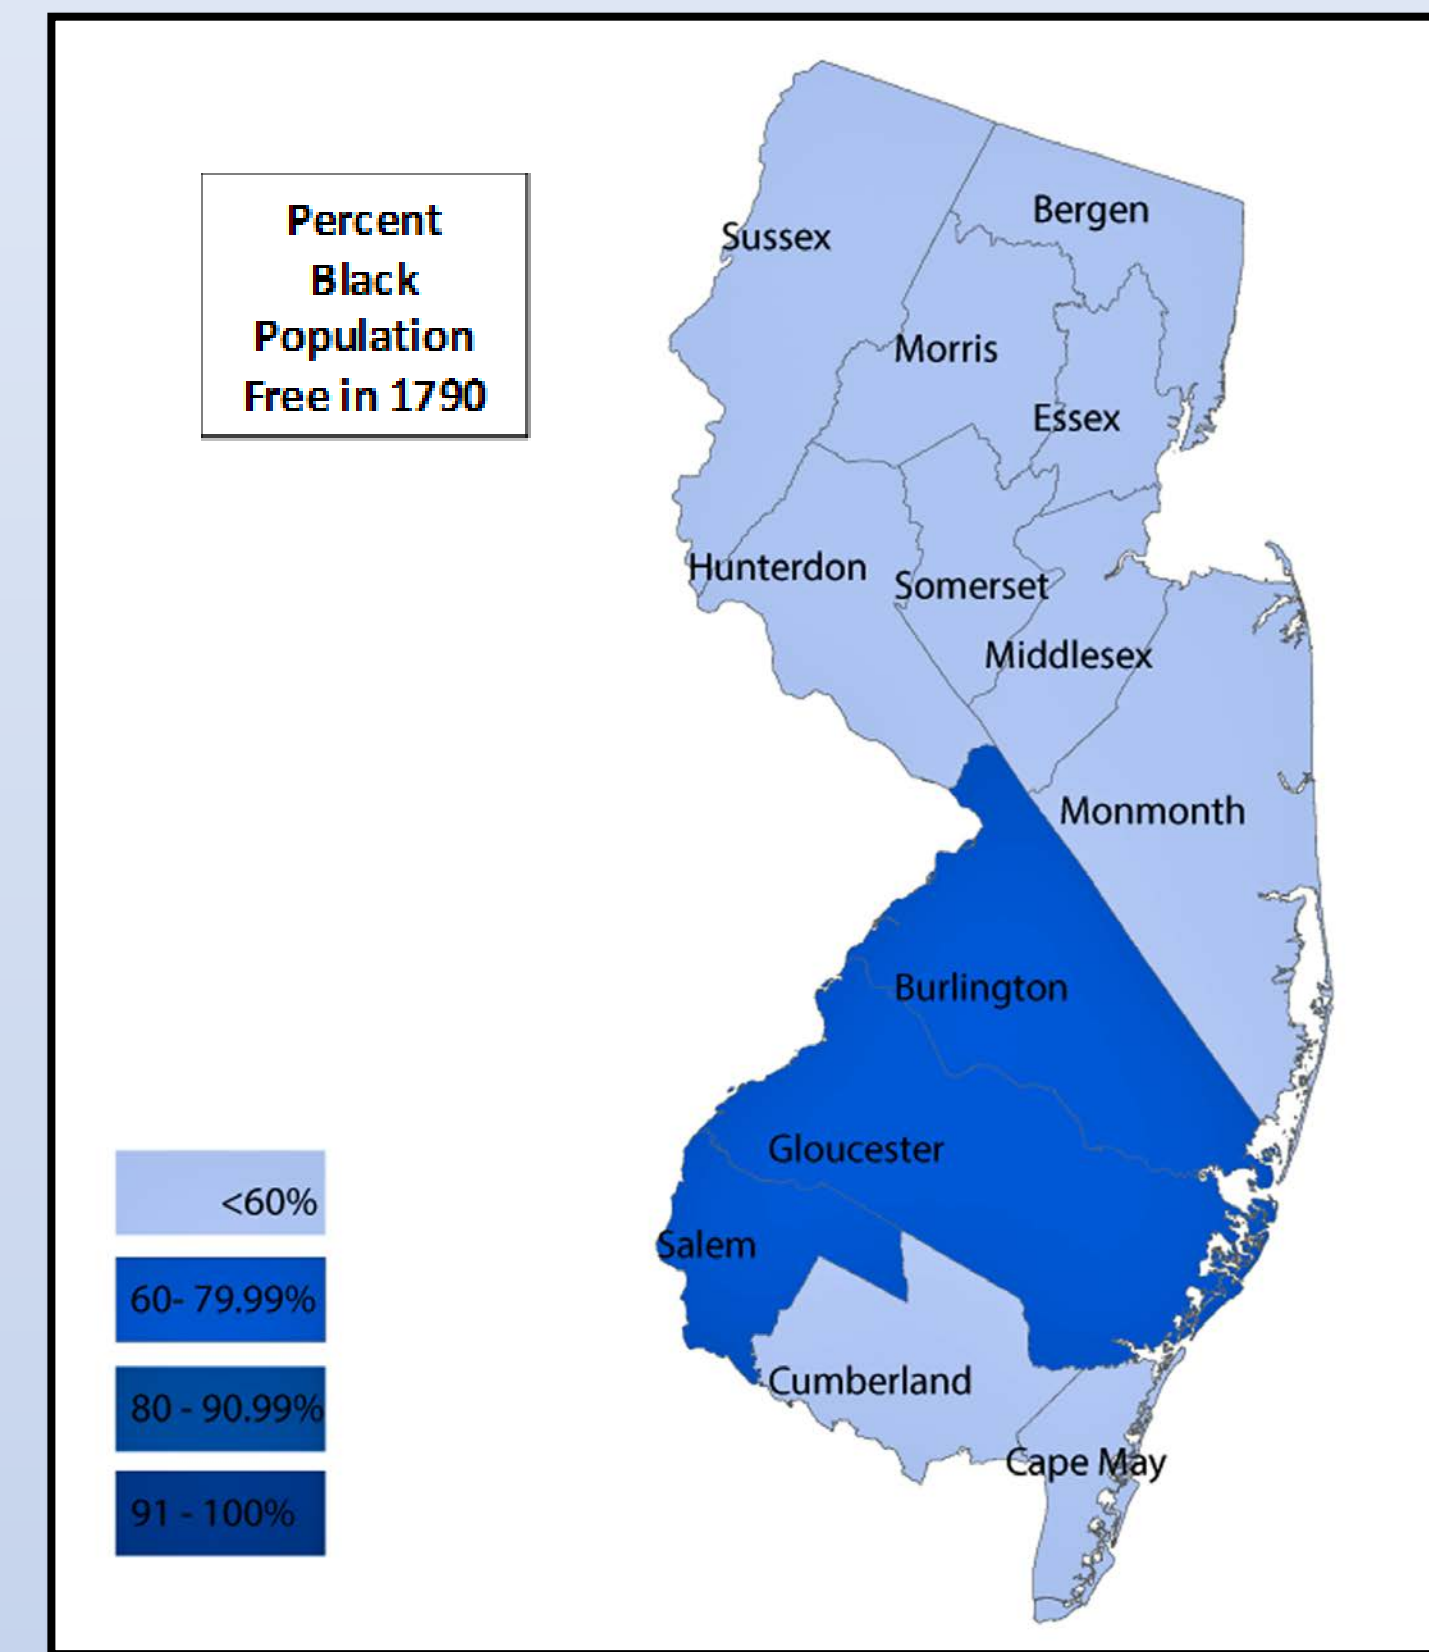 Percent
Black
Population
Free in 1790
Bergen
Sussex
Morris
Essex
Hunterdon
Somerset
Middlesex
Monmonth
Burlington
Gloucester
Salem
Cumberland
Cape May
<60%
60- 79.99%
80 - 90.99%
91 - 100%